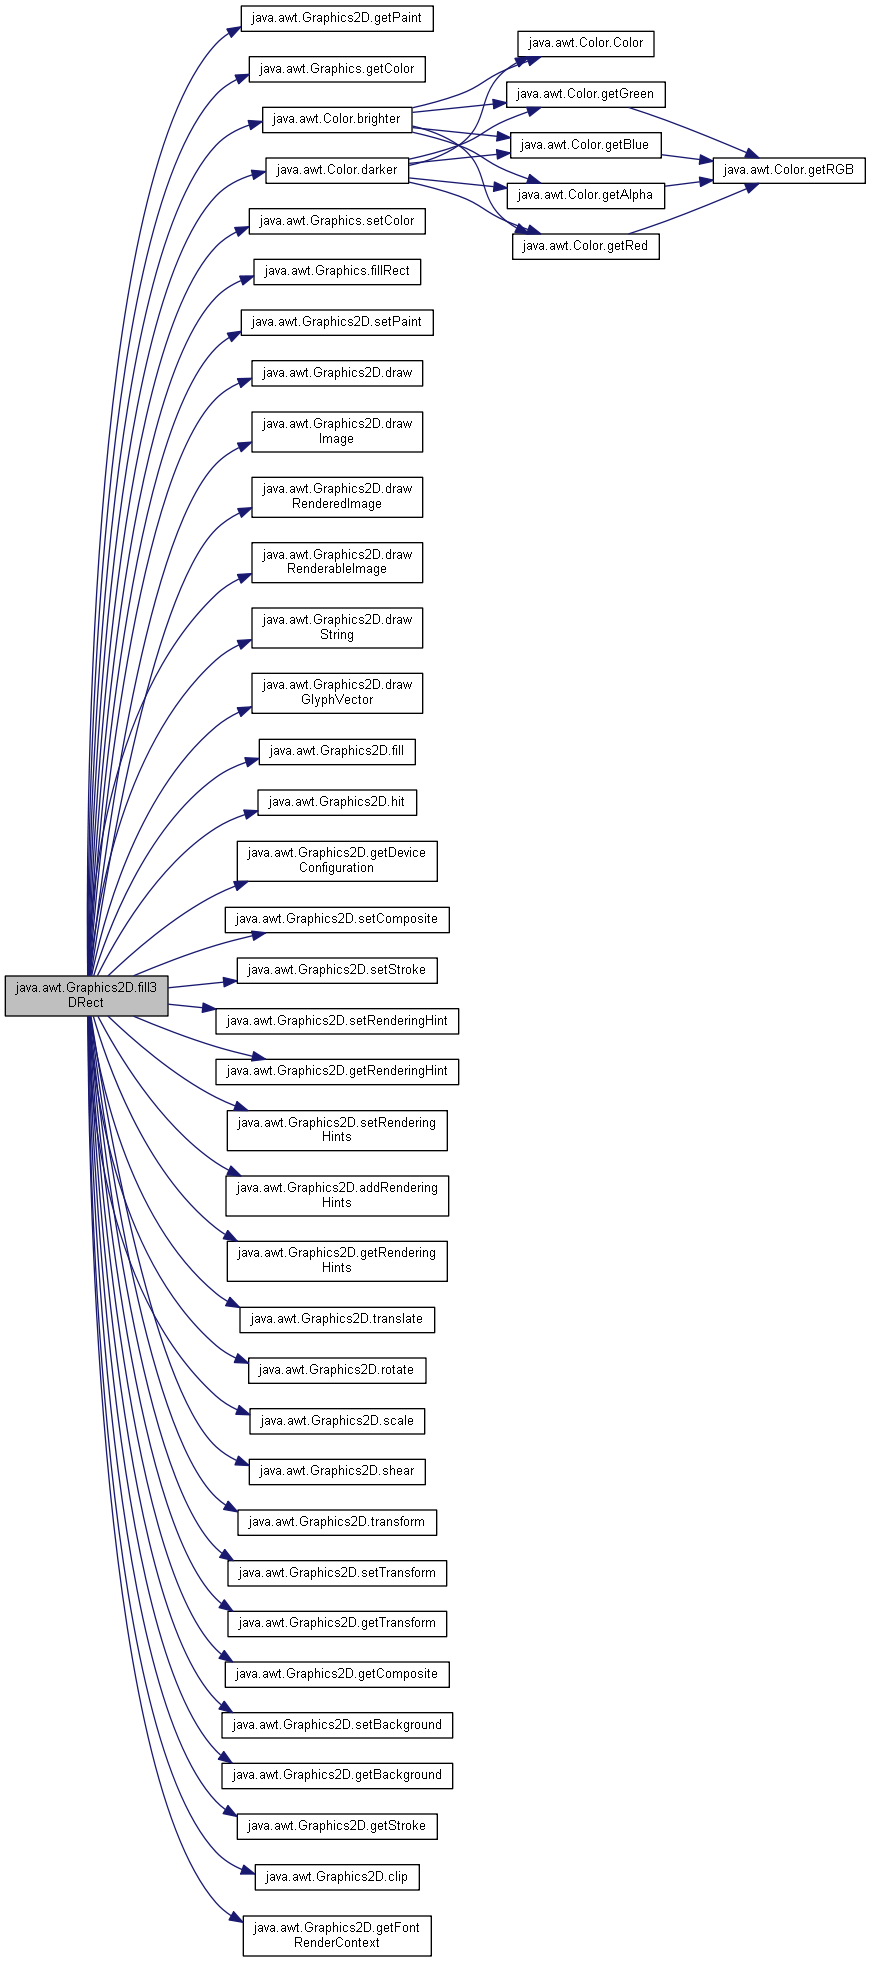 java.awt.Graphics2D.getPaint
java.awt.Graphics.getColor
java.awt.Color.brighter
java.awt.Color.darker
java.awt.Graphics.setColor
java.awt.Graphics.fillRect
java.awt.Graphics2D.setPaint
java.awt.Graphics2D.draw
java.awt.Graphics2D.draw
Image
java.awt.Graphics2D.draw
RenderedImage
java.awt.Graphics2D.draw
RenderableImage
java.awt.Graphics2D.draw
String
java.awt.Graphics2D.draw
GlyphVector
java.awt.Graphics2D.fill
java.awt.Graphics2D.hit
java.awt.Graphics2D.getDevice
Configuration
java.awt.Graphics2D.setComposite
java.awt.Graphics2D.setStroke
java.awt.Graphics2D.fill3
DRect
java.awt.Graphics2D.setRenderingHint
java.awt.Graphics2D.getRenderingHint
java.awt.Graphics2D.setRendering
Hints
java.awt.Graphics2D.addRendering
Hints
java.awt.Graphics2D.getRendering
Hints
java.awt.Graphics2D.translate
java.awt.Graphics2D.rotate
java.awt.Graphics2D.scale
java.awt.Graphics2D.shear
java.awt.Graphics2D.transform
java.awt.Graphics2D.setTransform
java.awt.Graphics2D.getTransform
java.awt.Graphics2D.getComposite
java.awt.Graphics2D.setBackground
java.awt.Graphics2D.getBackground
java.awt.Graphics2D.getStroke
java.awt.Graphics2D.clip
java.awt.Graphics2D.getFont
RenderContext
java.awt.Color.Color
java.awt.Color.getGreen
java.awt.Color.getBlue
java.awt.Color.getAlpha
java.awt.Color.getRed
java.awt.Color.getRGB